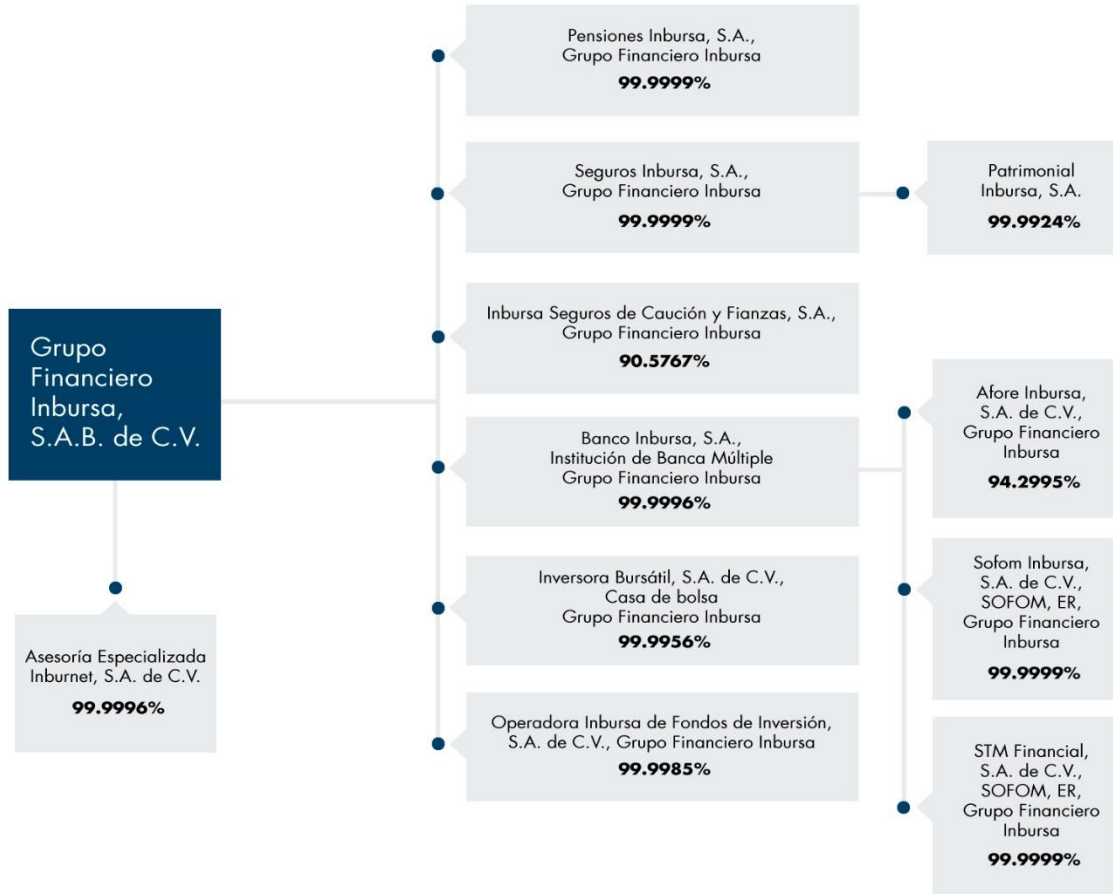 Grupo
Financiero
Inbursa,
S.A.B. de C.V.
Asesoría Especializada
Inburnet, S.A. de C.V.
99.9996%
Pensiones Inbursa, S.A.,
Grupo Financiero Inbursa
99.9999%
Seguros Inbursa, S.A.,
Grupo Financiero Inbursa
99.9999%
Patrimonial
Inbursa, S.A.
99.9924%
Inbursa Seguros de Caución y Fianzas, S.A.,
Grupo Financiero Inbursa
90.5767%
Banco Inbursa, S.A.,
Institución de Banca Múltiple
Grupo Financiero Inbursa
99.9996%
Afore Inbursa,
S.A. de C.V.,
Grupo Financiero
Inbursa
94.2995%
Sofom Inbursa,
S.A. de C.V.,
SOFOM, ER,
Grupo Financiero
Inbursa
99.9999%
STM Financial,
S.A. de C.V.,
SOFOM, ER,
Grupo Financiero
Inbursa
99.9999%
Inversora Bursátil, S.A. de C.V.,
Casa de bolsa
Grupo Financiero Inbursa
99.9956%
Operadora Inbursa de Fondos de Inversión,
S.A. de C.V., Grupo Financiero Inbursa
99.9985%